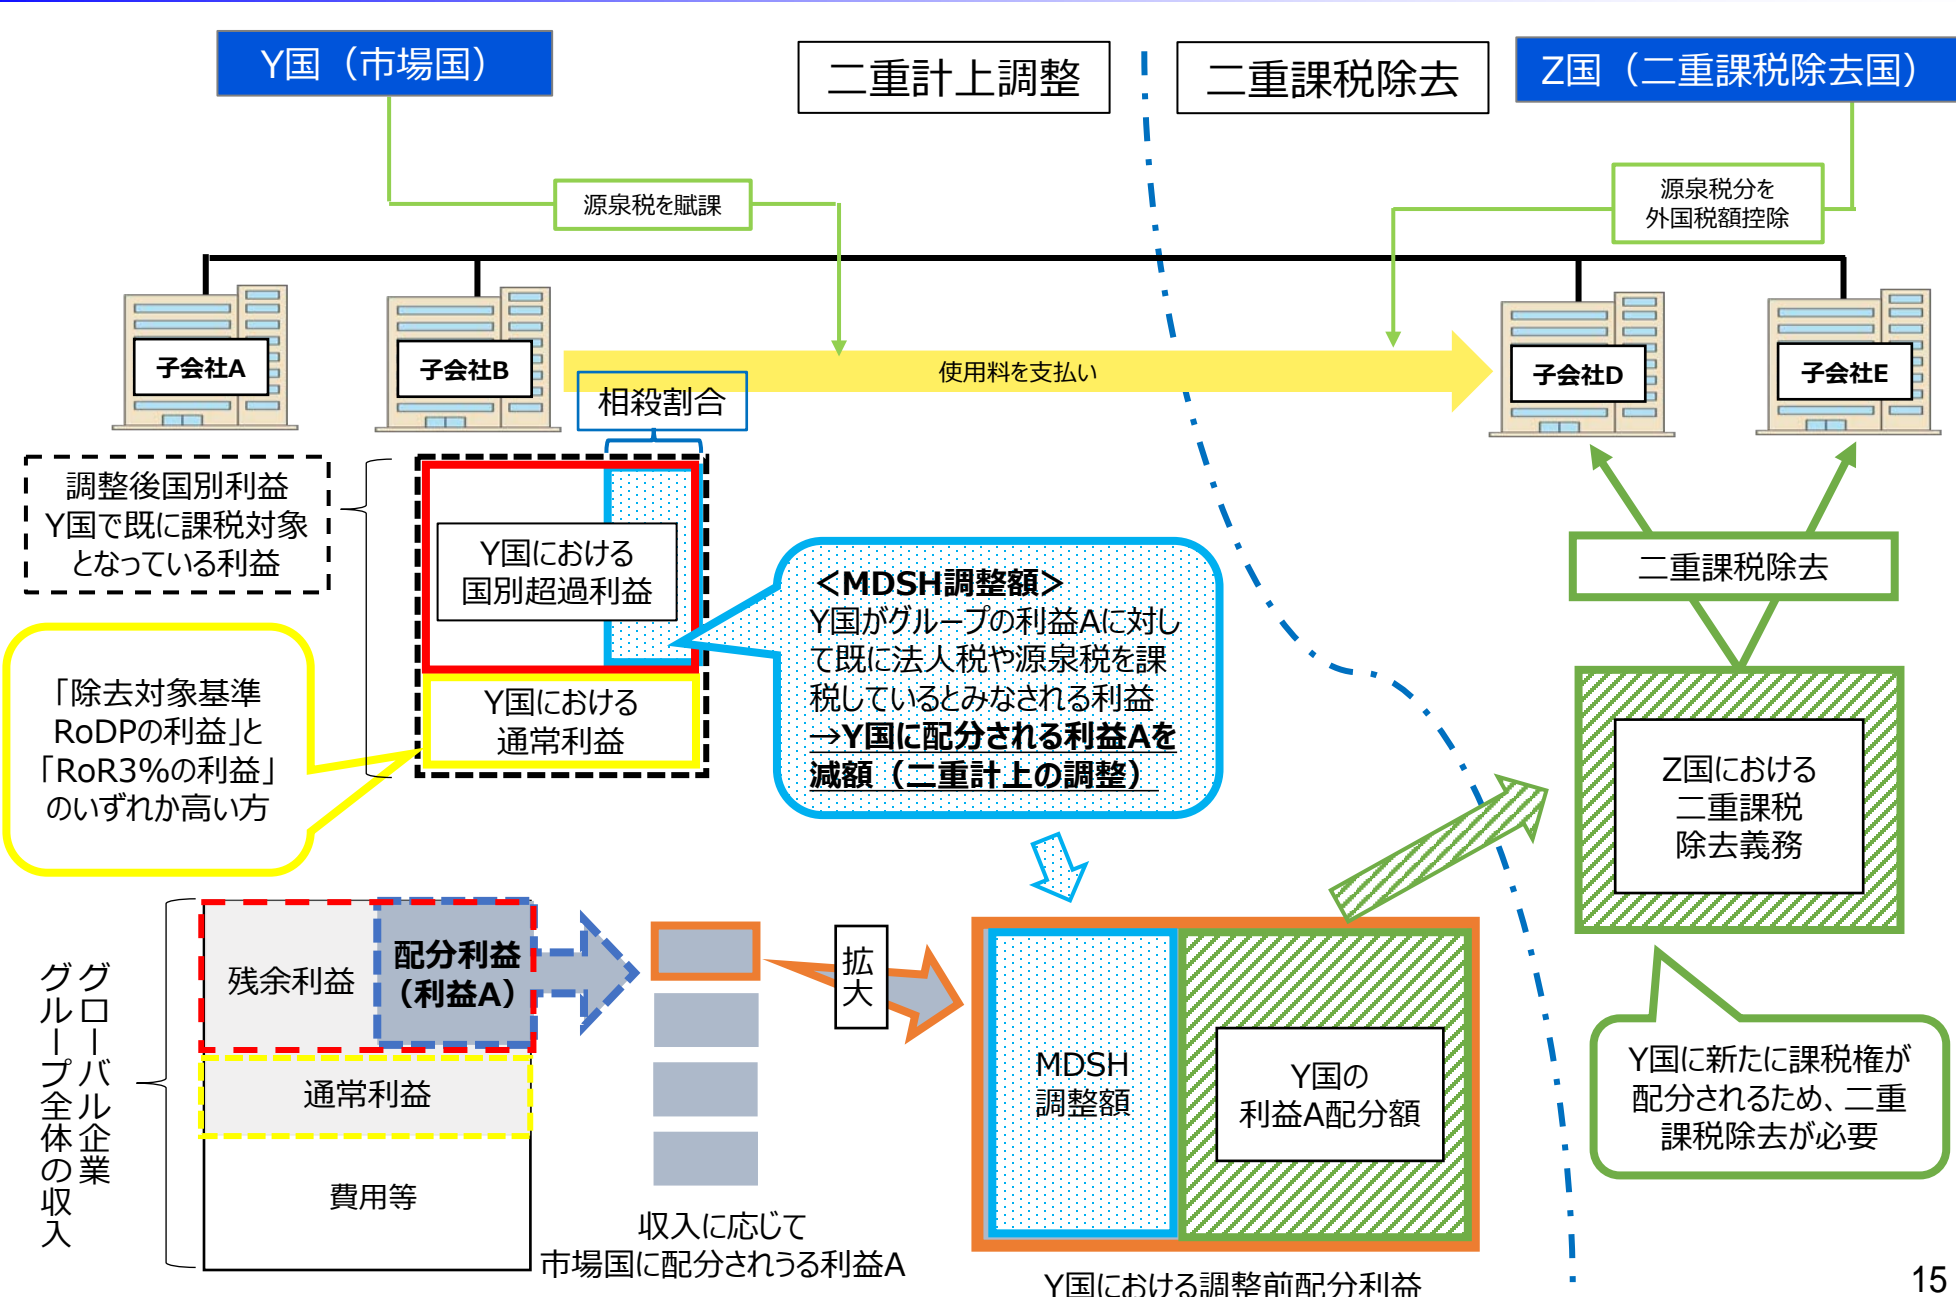 Y国（市場国）
二重計上調整
二重課税除去
Z国（二重課税除去国）
源泉税を賦課
源泉税分を
外国税額控除
子会社A
子会社B
使用料を支払い
子会社D
子会社E
相殺割合
調整後国別利益
Y国で既に課税対象
となっている利益
Y国における
国別超過利益
Y国における
通常利益
「除去対象基準
RoDPの利益」と
「RoR3%の利益」
のいずれか高い方
＜MDSH調整額＞
Y国がグループの利益Aに対し
て既に法人税や源泉税を課
税しているとみなされる利益
→Y国に配分される利益Aを
減額（二重計上の調整）
二重課税除去
Z国における
二重課税
除去義務
グローバル企業
グループ全体の収入
残余利益
配分利益
（利益A）
通常利益
費用等
収入に応じて
市場国に配分されうる利益A
拡大
MDSH
調整額
Y国の
利益A配分額
Y国における調整前配分利益
Y国に新たに課税権が
配分されるため、二重
課税除去が必要
15